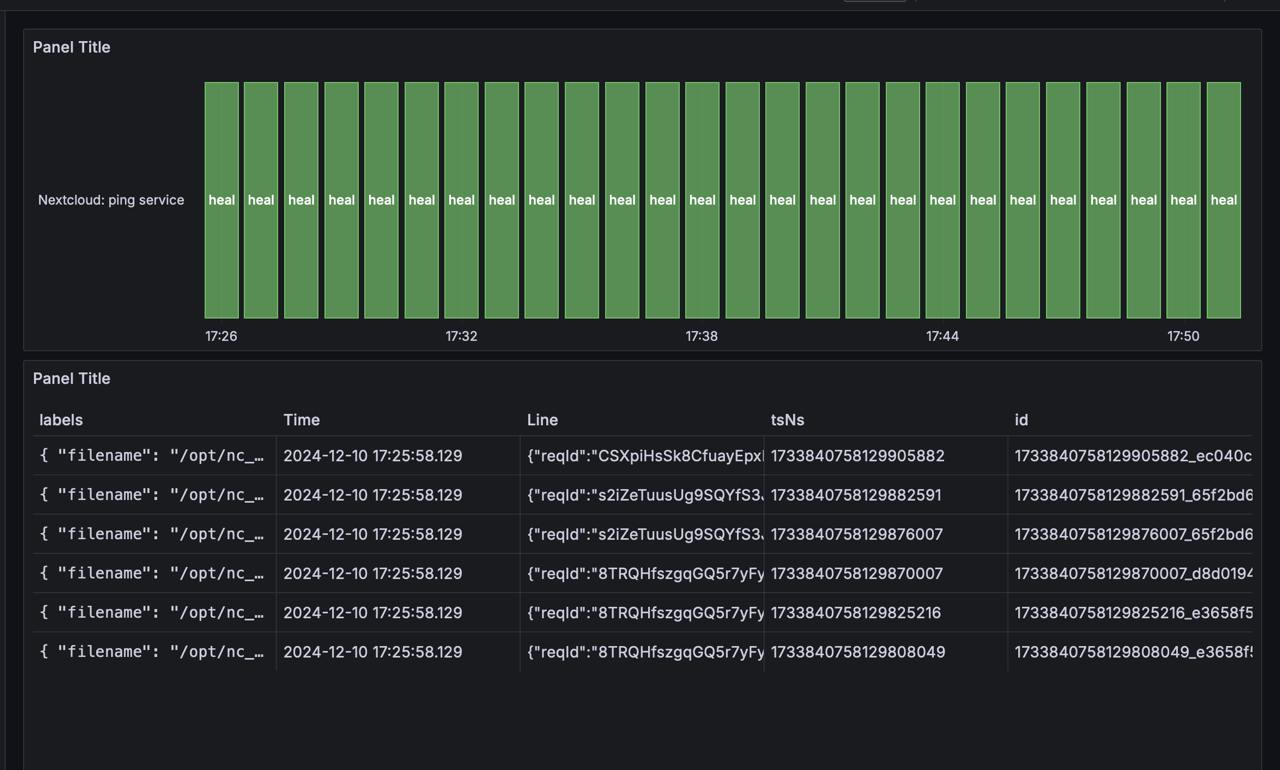 Panel Title
Nextcloud: ping service heal heal heal heal heal heal heal heal heal heal heal heal heal heal heal heal heal heal heal heal heal heal heal heal heal heal
17:26 17:32 17:38 17:44 17:50
Panel Title
labels Time Line tsNs id
{ "filename": "/opt/nc_… 2024-12-10 17:25:58.129 {"reqId":"CSXpiHsSk8CfuayEpx 1733840758129905882 1733840758129905882_ec040c
{ "filename": "/opt/nc_… 2024-12-10 17:25:58.129 {"reqId":"s2iZeTuusUg9SQYfS3 1733840758129882591 1733840758129882591_65f2bd6
{ "filename": "/opt/nc_… 2024-12-10 17:25:58.129 {"reqId":"s2iZeTuusUg9SQYfS3 1733840758129876007 1733840758129876007_65f2bd6
{ "filename": "/opt/nc_… 2024-12-10 17:25:58.129 {"reqId":"8TRQHfszgqGQ5r7yFy 1733840758129870007 1733840758129870007_d8d0194
{ "filename": "/opt/nc_… 2024-12-10 17:25:58.129 {"reqId":"8TRQHfszgqGQ5r7yFy 1733840758129825216 1733840758129825216_e3658f5
{ "filename": "/opt/nc_… 2024-12-10 17:25:58.129 {"reqId":"8TRQHfszgqGQ5r7yFy 1733840758129808049 1733840758129808049_e3658f5